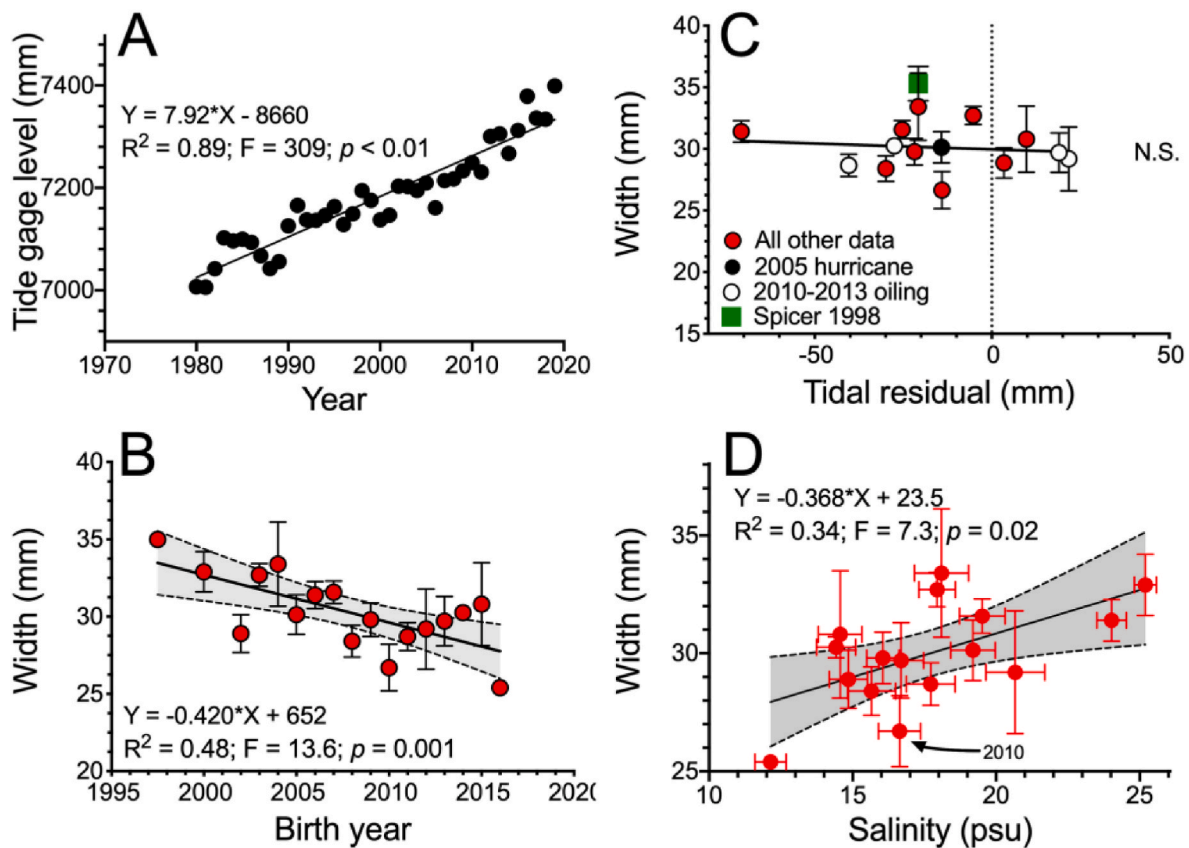 A
Y = 7.92*X - 8660
R2 = 0.89; F = 309; p < 0.01
Tide gage level (mm)
7400
7200
7000
1970
1980
1990
2000
2010
2020
Year
B
Width (mm)
40
35
30
25
20
Y = -0.420*X + 652
R2 = 0.48; F = 13.6; p = 0.001
1995
2000
2005
2010
2015
202
Birth year
C
Width (mm)
40
35
30
25
20
15
N.S.
All other data
2005 hurricane
2010-2013 oiling
Spicer 1998
-50
0
50
Tidal residual (mm)
D
Y = -0.368*X + 23.5
R2 = 0.34; F = 7.3; p = 0.02
Width (mm)
35
30
25
2010
10
15
20
25
Salinity (psu)